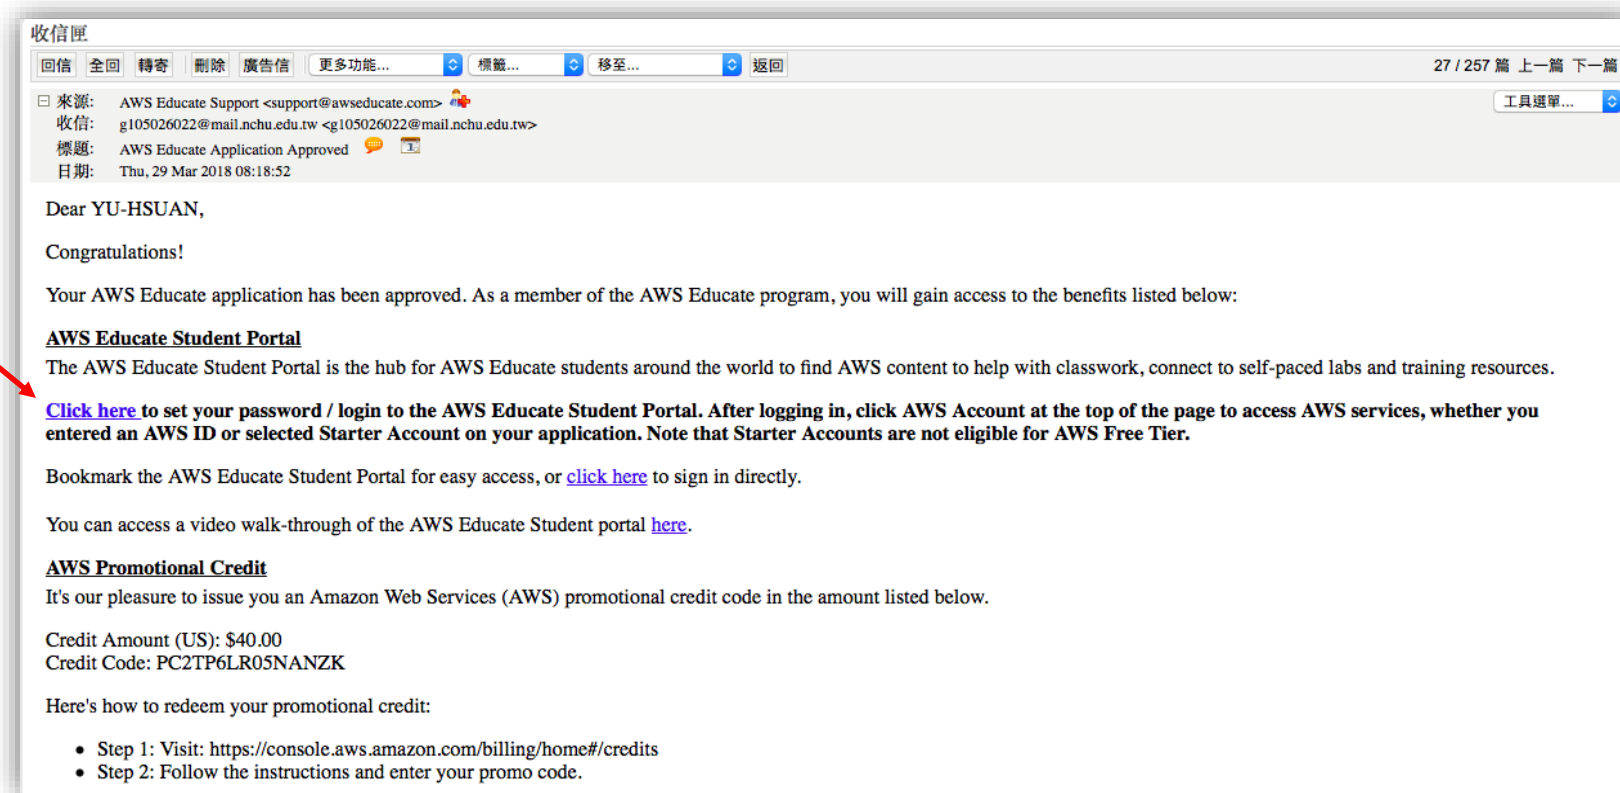 收信匣
回信 全回 轉寄 刪除 廣告信 更多功能... 標籤... 移至... 返回 27 / 257 篇 上一篇 下一篇
來源: AWS Educate Support <support@awseducate.com> 工具選單...
收信: g105026022@mail.nchu.edu.tw <g105026022@mail.nchu.edu.tw>
標題: AWS Educate Application Approved
日期: Thu, 29 Mar 2018 08:18:52
Dear YU-HSUAN,
Congratulations!
Your AWS Educate application has been approved. As a member of the AWS Educate program, you will gain access to the benefits listed below:
AWS Educate Student Portal
The AWS Educate Student Portal is the hub for AWS Educate students around the world to find AWS content to help with classwork, connect to self-paced labs and training resources.
Click here to set your password / login to the AWS Educate Student Portal. After logging in, click AWS Account at the top of the page to access AWS services, whether you
entered an AWS ID or selected Starter Account on your application. Note that Starter Accounts are not eligible for AWS Free Tier.
Bookmark the AWS Educate Student Portal for easy access, or click here to sign in directly.
You can access a video walk-through of the AWS Educate Student portal here.
AWS Promotional Credit
It's our pleasure to issue you an Amazon Web Services (AWS) promotional credit code in the amount listed below.
Credit Amount (US): $40.00
Credit Code: PC2TP6LR05NANZK
Here's how to redeem your promotional credit:
• Step 1: Visit: https://console.aws.amazon.com/billing/home#/credits
• Step 2: Follow the instructions and enter your promo code.